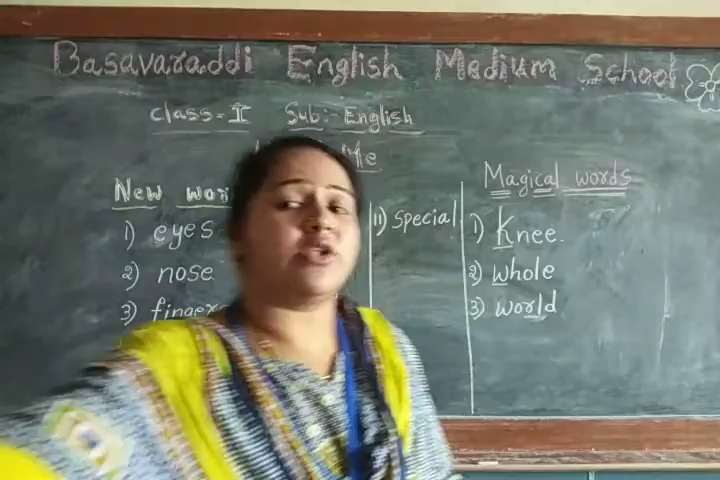 Basavaraddi English Medium School
class-II Sub: English
Me
New wor
1) eyes
2) nose
3) finger
11) Special
Magical words
1) Knee.
2) whole
3) world